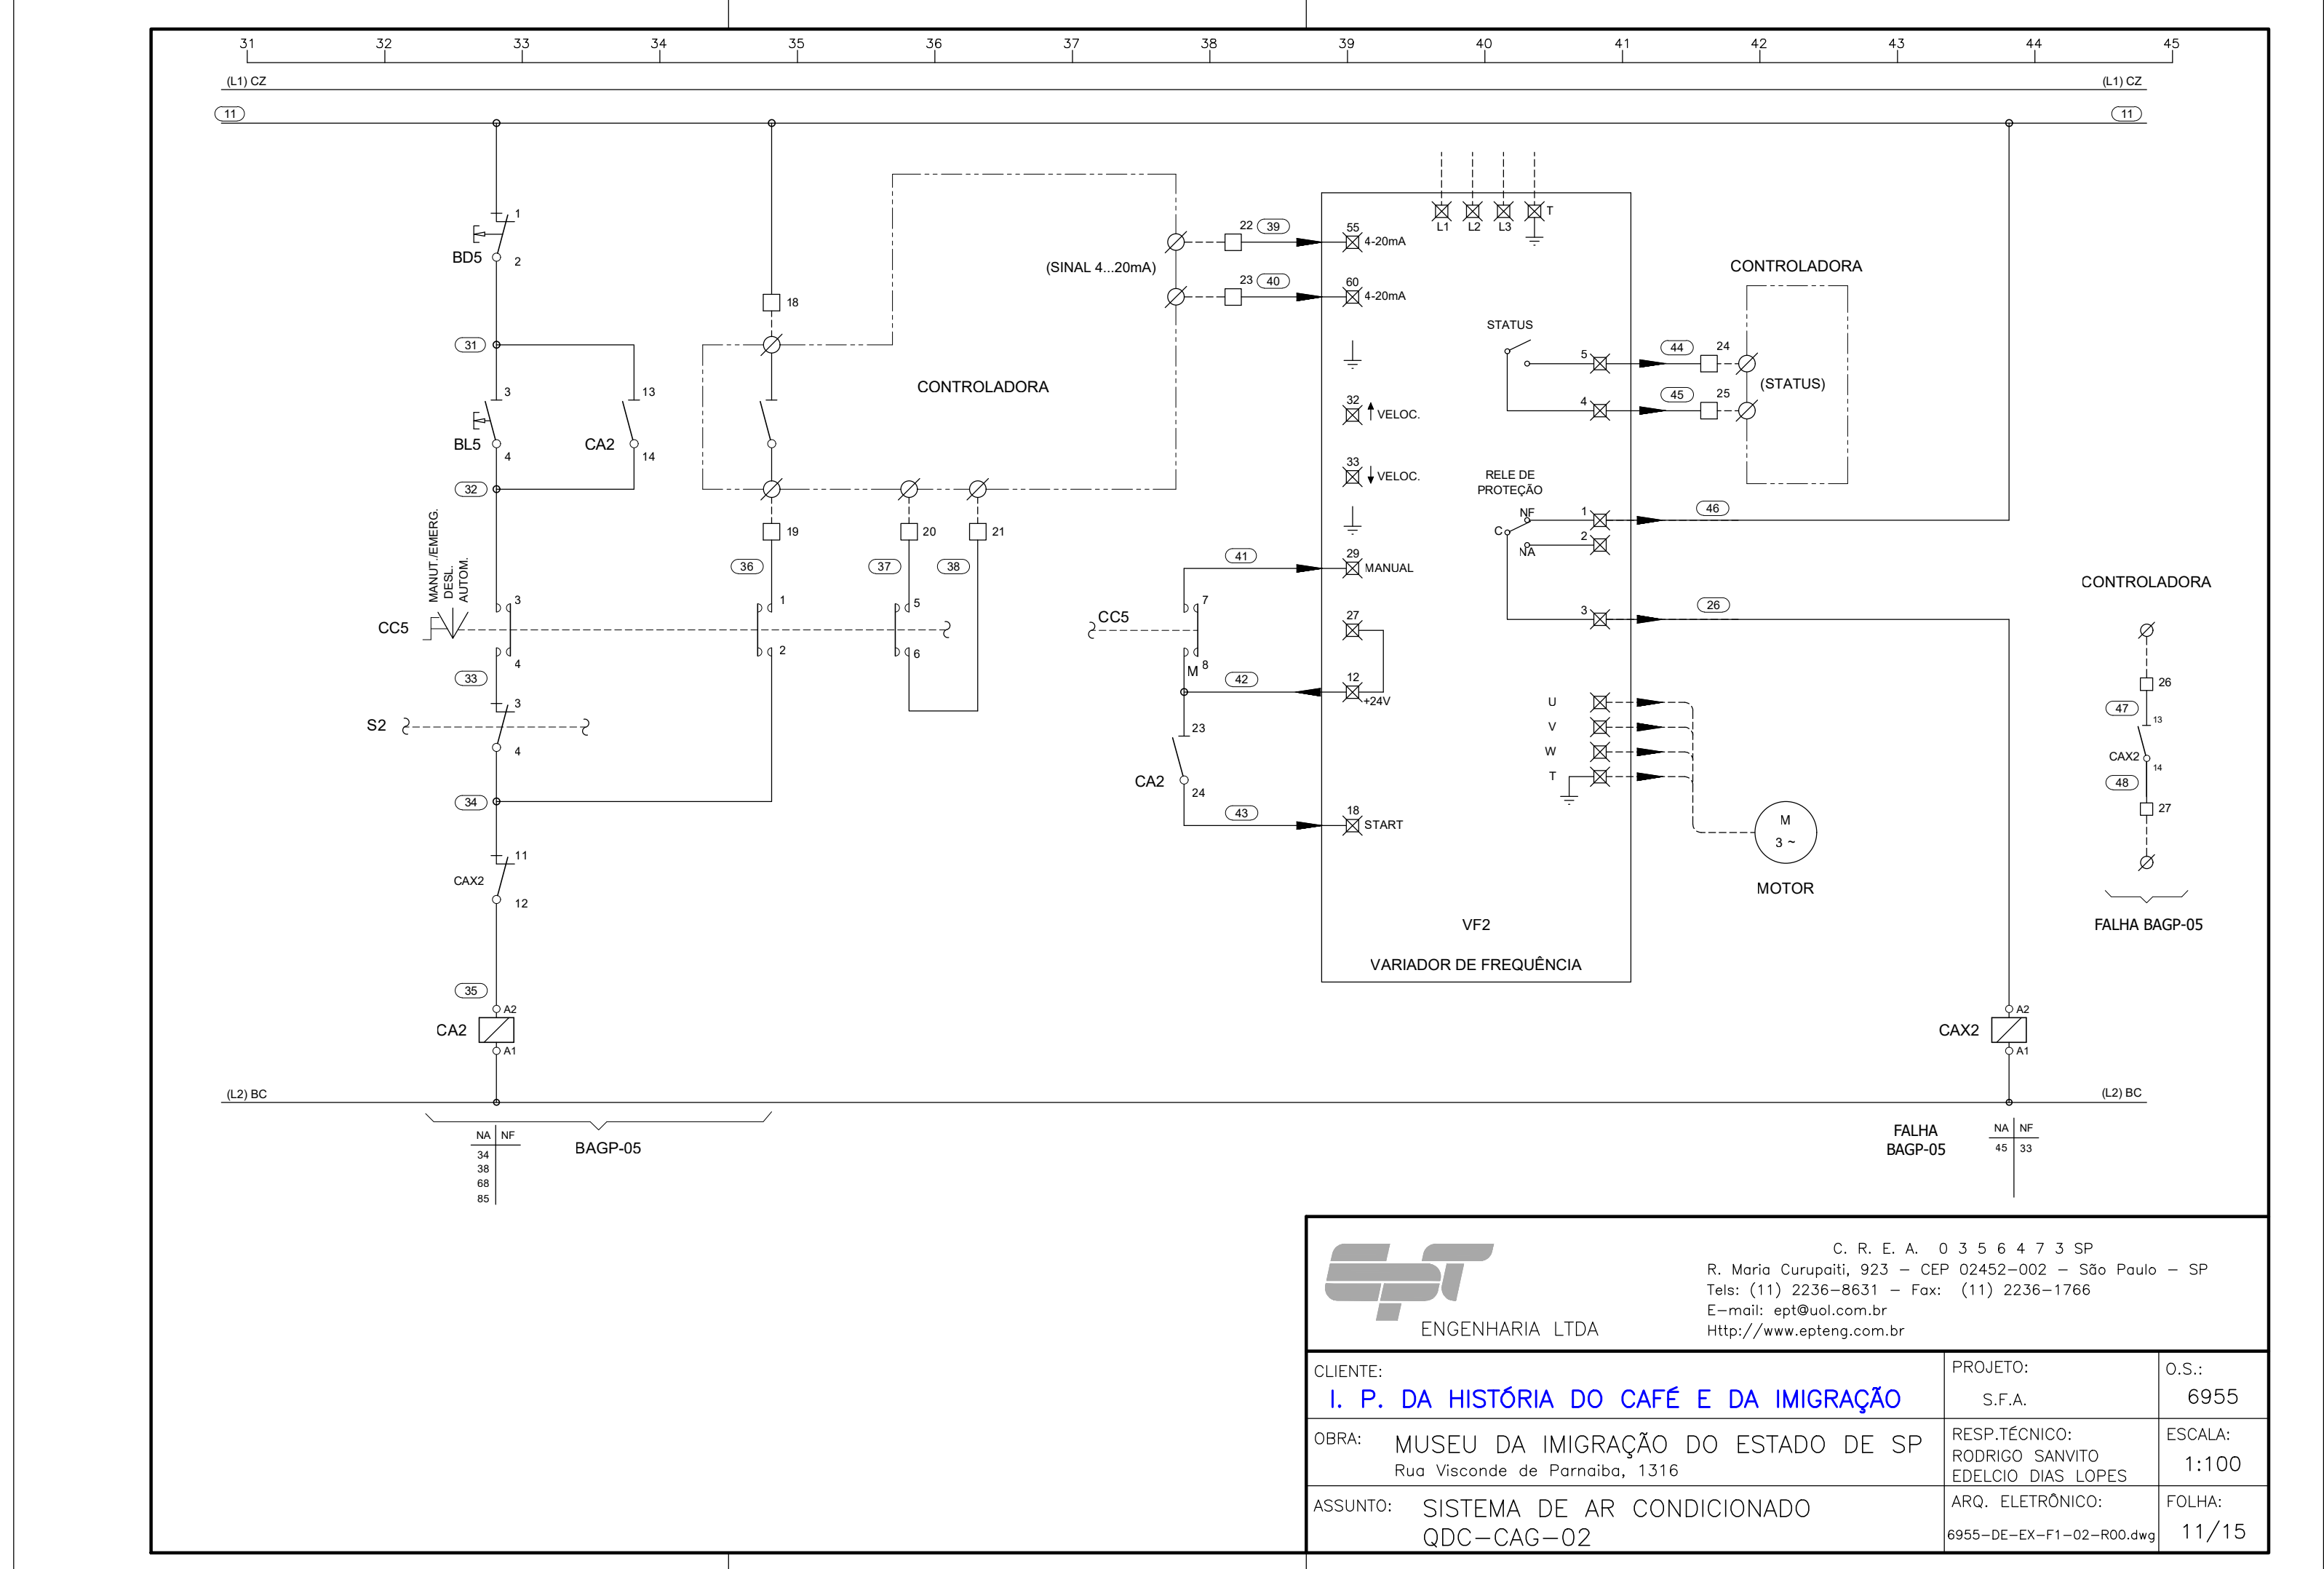 31 32 33 34 35 36 37 38 39 40 41 42 43 44 45
(L1) CZ (L1) CZ
11 11
1
BD5
2
31
3
BL5
4
13
CA2
14
32
MANUT./EMERG.
DESL.
AUTOM.
CC5
3
4
33
S2
3
4
34
CAX2
11
12
35
A2
CA2
A1
18
CONTROLADORA
(SINAL 4...20mA)
19
20
21
36
37
38
1
2
5
6
22 39
23 40
41
CC5
7
M 8
42
23
CA2
24
43
L1 L2 L3 T
55
4-20mA
60
4-20mA
32
VELOC.
33
VELOC.
29
MANUAL
27
12
+24V
18
START
STATUS
5
4
RELE DE
PROTEÇÃO
NF
C
NA
1
2
3
U
V
W
T
VF2
VARIADOR DE FREQUÊNCIA
CONTROLADORA
44 24
(STATUS)
45 25
46
26
M
3 ~
MOTOR
CONTROLADORA
26
47
13
CAX2
14
48
27
FALHA BAGP-05
A2
CAX2
A1
(L2) BC (L2) BC
BAGP-05
NA NF
34
38
68
85
FALHA
BAGP-05
NA NF
45 33
ept
ENGENHARIA LTDA
C. R. E. A. 0 3 5 6 4 7 3 SP
R. Maria Curupaiti, 923 - CEP 02452-002 - São Paulo - SP
Tels: (11) 2236-8631 - Fax: (11) 2236-1766
E-mail: ept@uol.com.br
Http://www.epteng.com.br
CLIENTE:
I. P. DA HISTÓRIA DO CAFÉ E DA IMIGRAÇÃO
PROJETO:
S.F.A.
O.S.:
6955
OBRA: MUSEU DA IMIGRAÇÃO DO ESTADO DE SP
Rua Visconde de Parnaiba, 1316
RESP.TÉCNICO:
RODRIGO SANVITO
EDELCIO DIAS LOPES
ESCALA:
1:100
ASSUNTO: SISTEMA DE AR CONDICIONADO
QDC-CAG-02
ARQ. ELETRÔNICO:
6955-DE-EX-F1-02-R00.dwg
FOLHA:
11/15